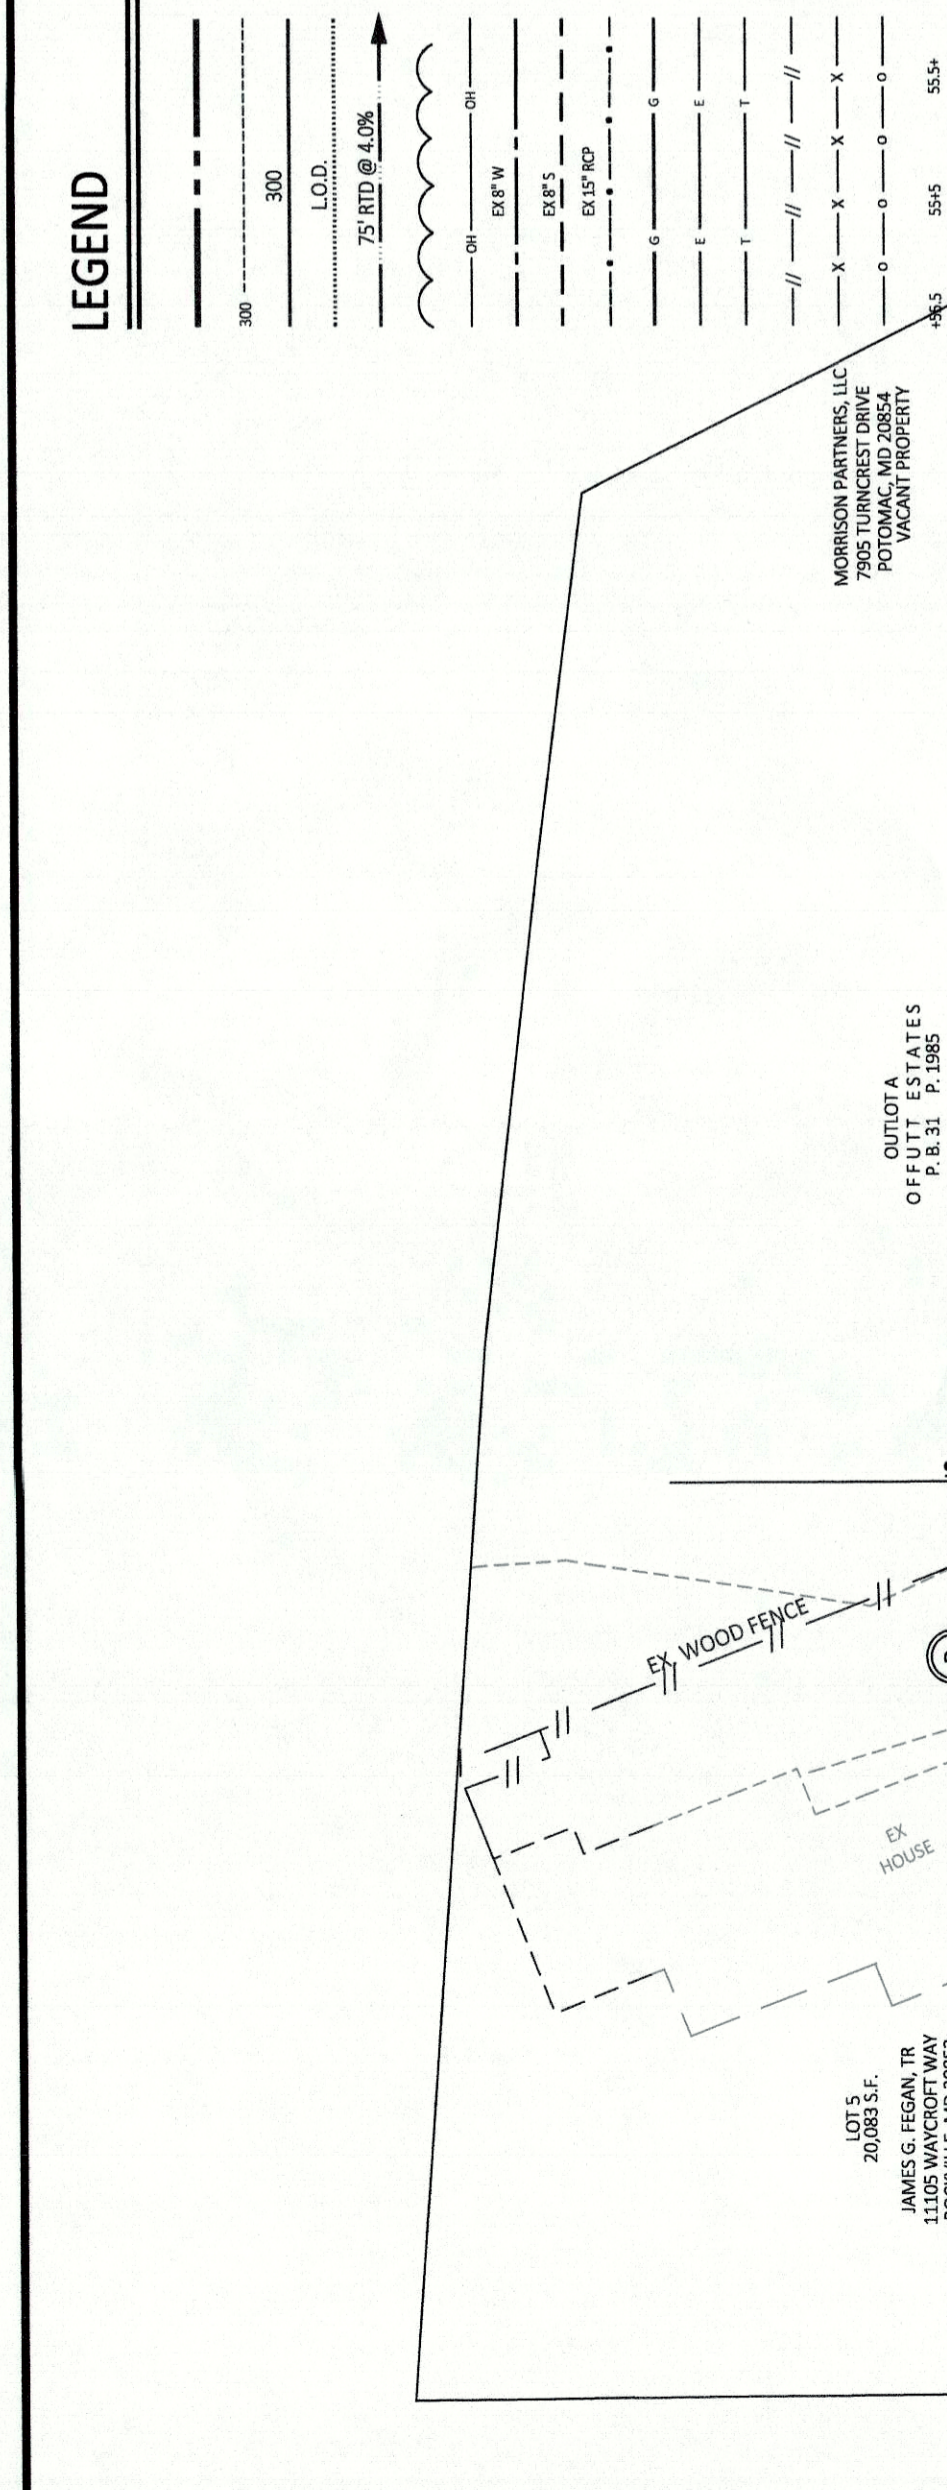 LEGEND
300
300
L.O.D.
75' RTD @ 4.0%
OH OH
EX 8" W
EX 8" S
EX 15" RCP
G G
E E
T T
// // // //
X X X X
O O O O
+55.5 55+5 55.5+
MORRISON PARTNERS, LLC
7905 TURNCREST DRIVE
POTOMAC, MD 20854
VACANT PROPERTY
OUTLOT A
OFFUTT ESTATES
P. B. 31 P. 1985
EX. WOOD FENCE
EX
HOUSE
LOT 5
20,083 S.F.
JAMES G. FEGAN, TR
11105 WAYCROFT WAY